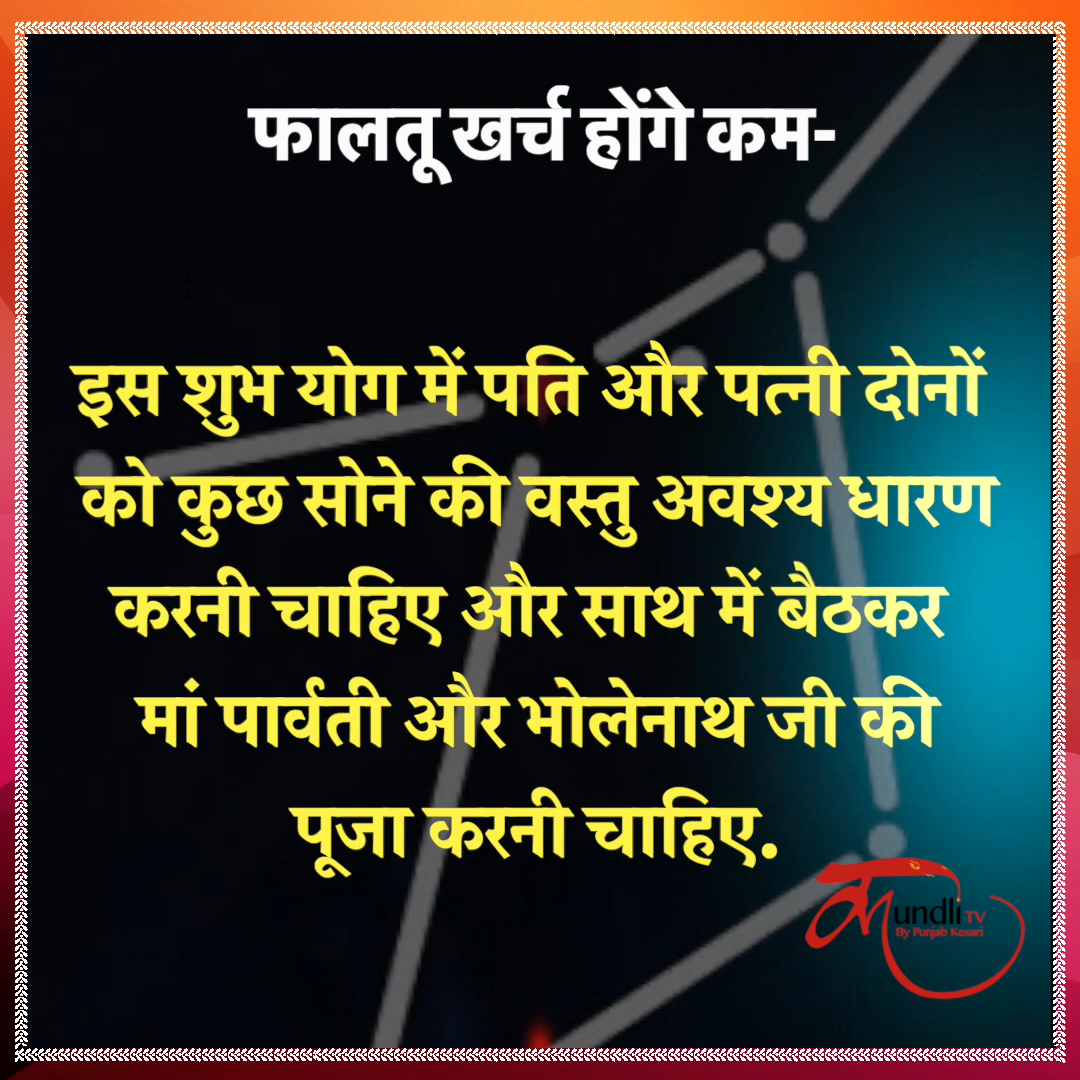 फालतू खर्च होंगे कम-
इस शुभ योग में पति और पत्नी दोनों
को कुछ सोने की वस्तु अवश्य धारण
करनी चाहिए और साथ में बैठकर
मां पार्वती और भोलेनाथ जी की
पूजा करनी चाहिए.
Kundli TV
By Punjab Kesari